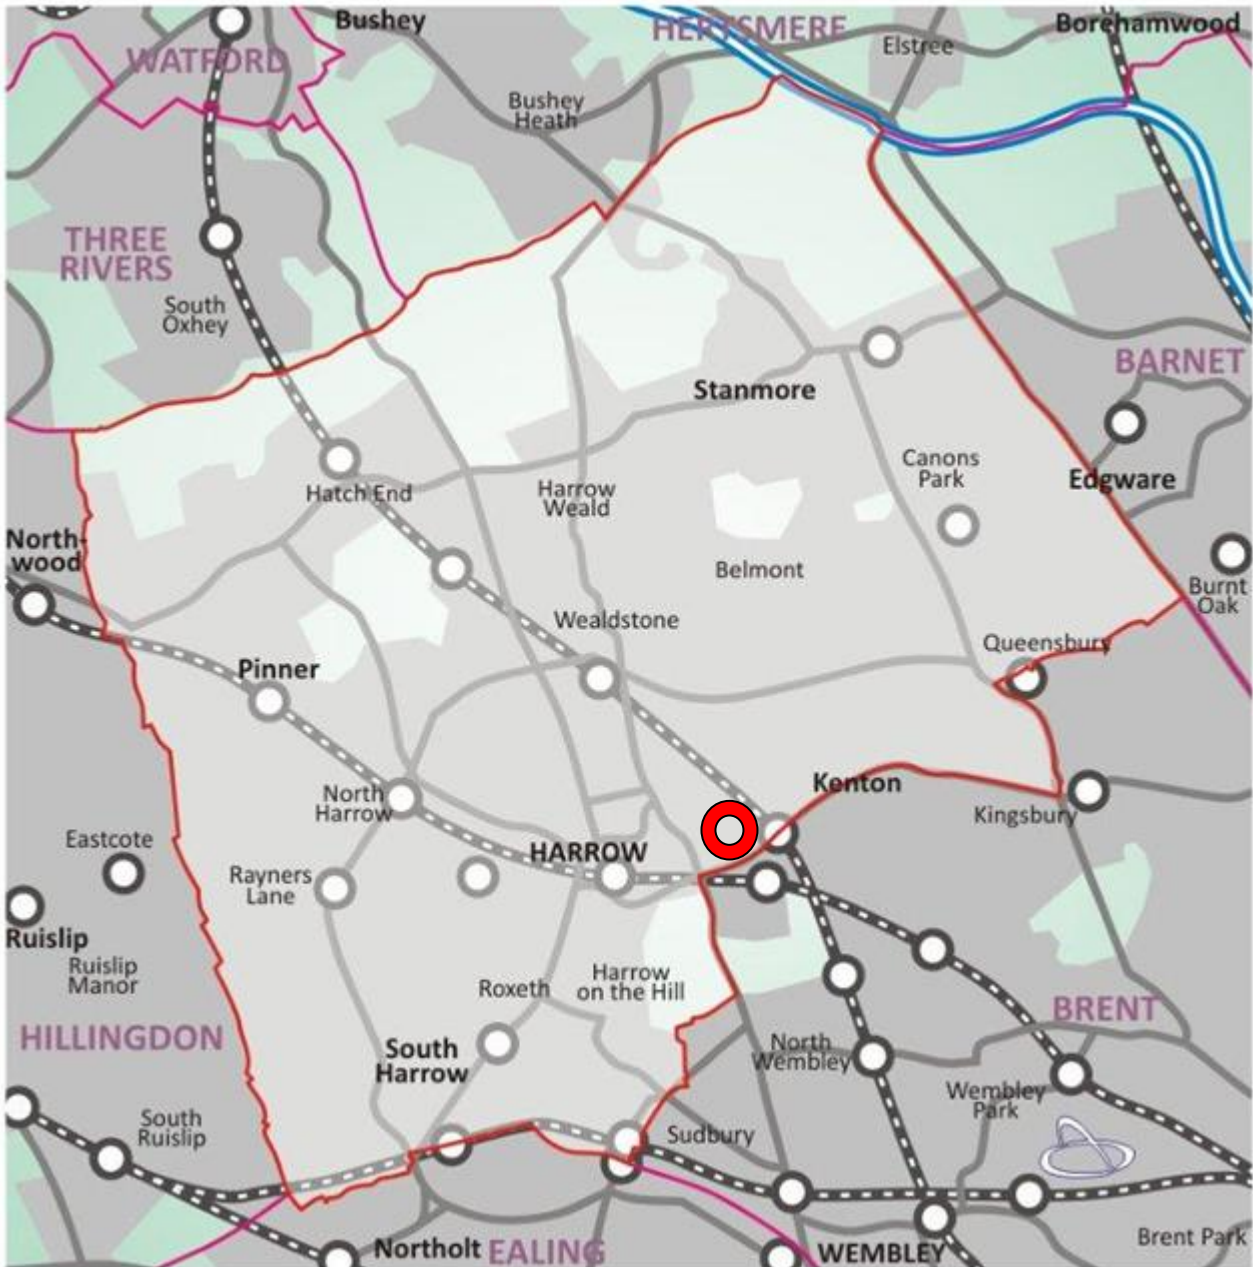 Bushey
HERTSMERE
Borehamwood
Elstree
WATFORD
Bushey
Heath
THREE
RIVERS
South
Oxhey
BARNET
Stanmore
Canons
Park
Edgware
Hatch End
Harrow
Weald
North-
wood
Belmont
Burnt
Oak
Wealdstone
Queensbury
Pinner
Kenton
North
Harrow
Kingsbury
Eastcote
HARROW
Rayners
Lane
Ruislip
Ruislip
Manor
Roxeth
Harrow
on the Hill
BRENT
HILLINGDON
South
Harrow
North
Wembley
Wembley
Park
South
Ruislip
Sudbury
Brent Park
Northolt
EALING
WEMBLEY